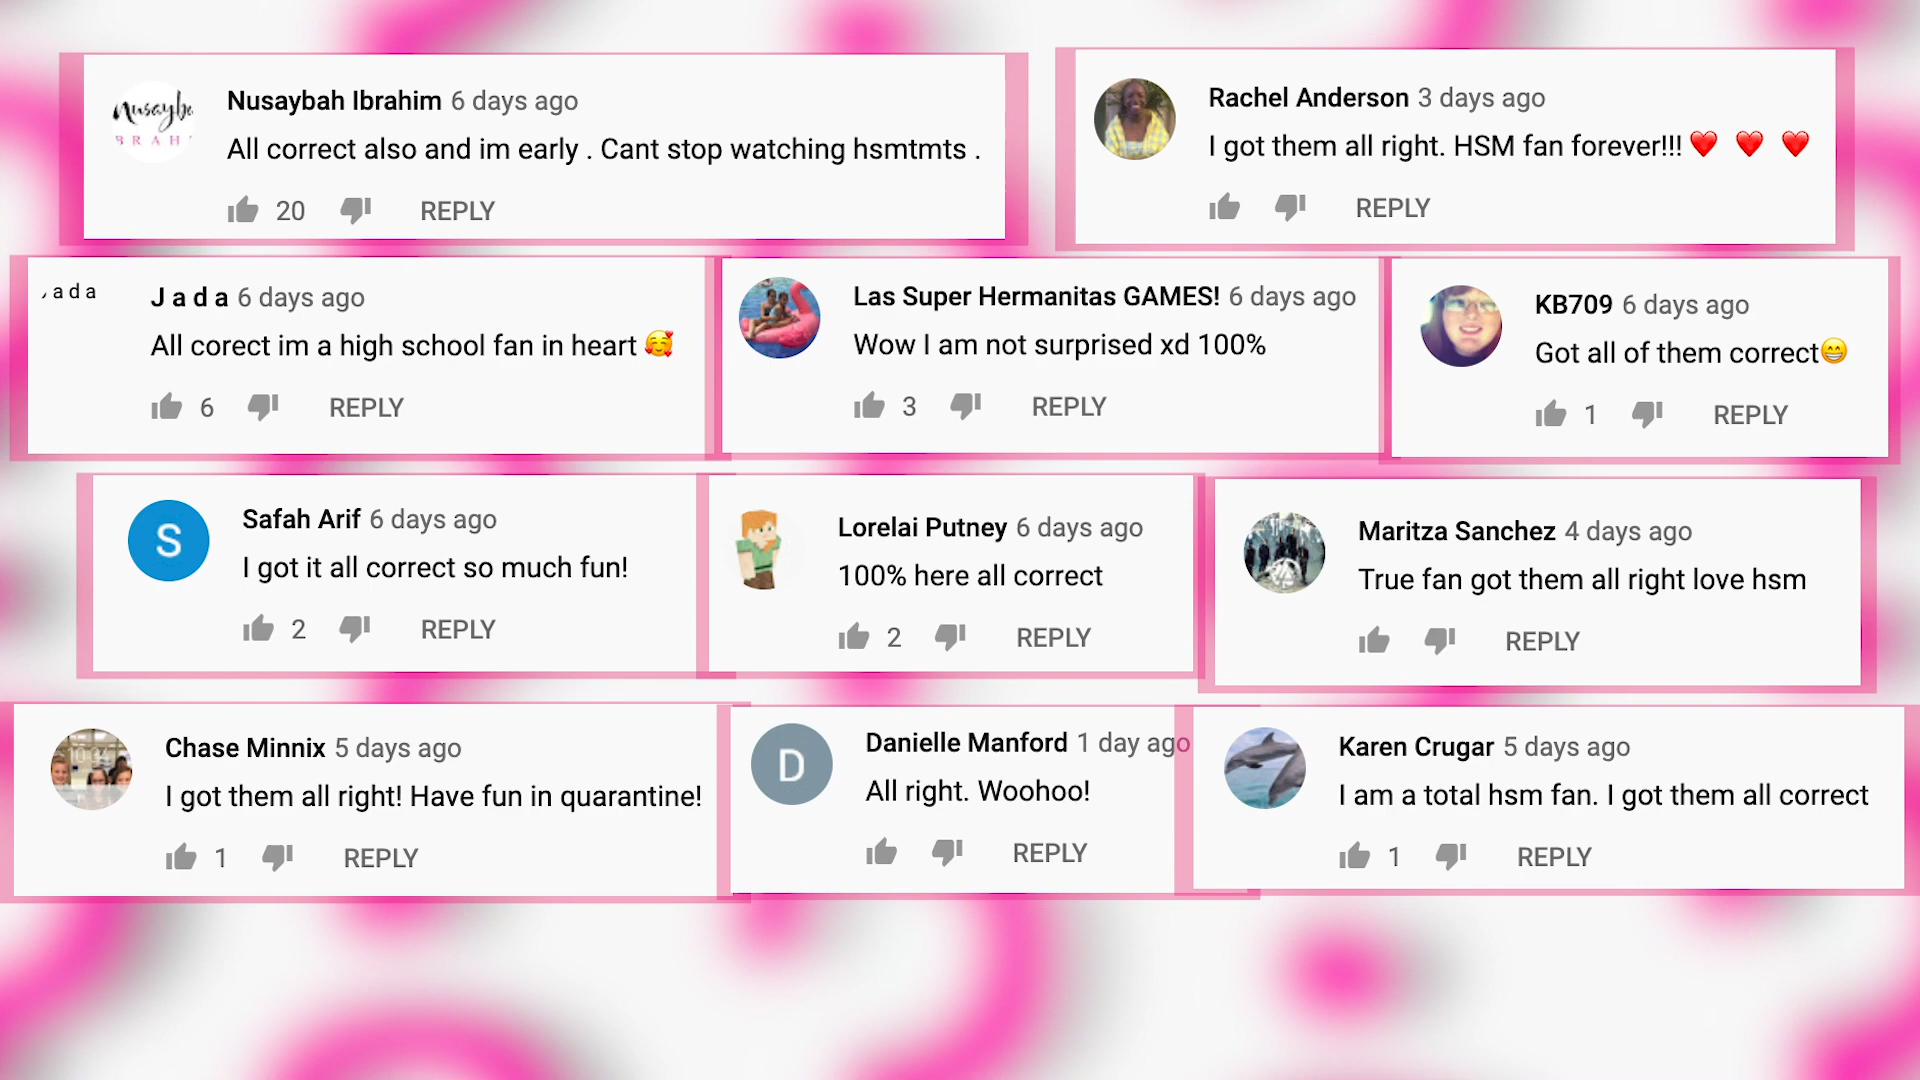 Nusaybah Ibrahim 6 days ago
All correct also and im early . Cant stop watching hsmtmts .
20 REPLY
Rachel Anderson 3 days ago
I got them all right. HSM fan forever!!! ❤️ ❤️ ❤️
REPLY
J a d a 6 days ago
All corect im a high school fan in heart 🥰
6 REPLY
Las Super Hermanitas GAMES! 6 days ago
Wow I am not surprised xd 100%
3 REPLY
KB709 6 days ago
Got all of them correct😁
1 REPLY
S
Safah Arif 6 days ago
I got it all correct so much fun!
2 REPLY
Lorelai Putney 6 days ago
100% here all correct
2 REPLY
Maritza Sanchez 4 days ago
True fan got them all right love hsm
REPLY
Chase Minnix 5 days ago
I got them all right! Have fun in quarantine!
1 REPLY
D
Danielle Manford 1 day ago
All right. Woohoo!
REPLY
Karen Crugar 5 days ago
I am a total hsm fan. I got them all correct
1 REPLY